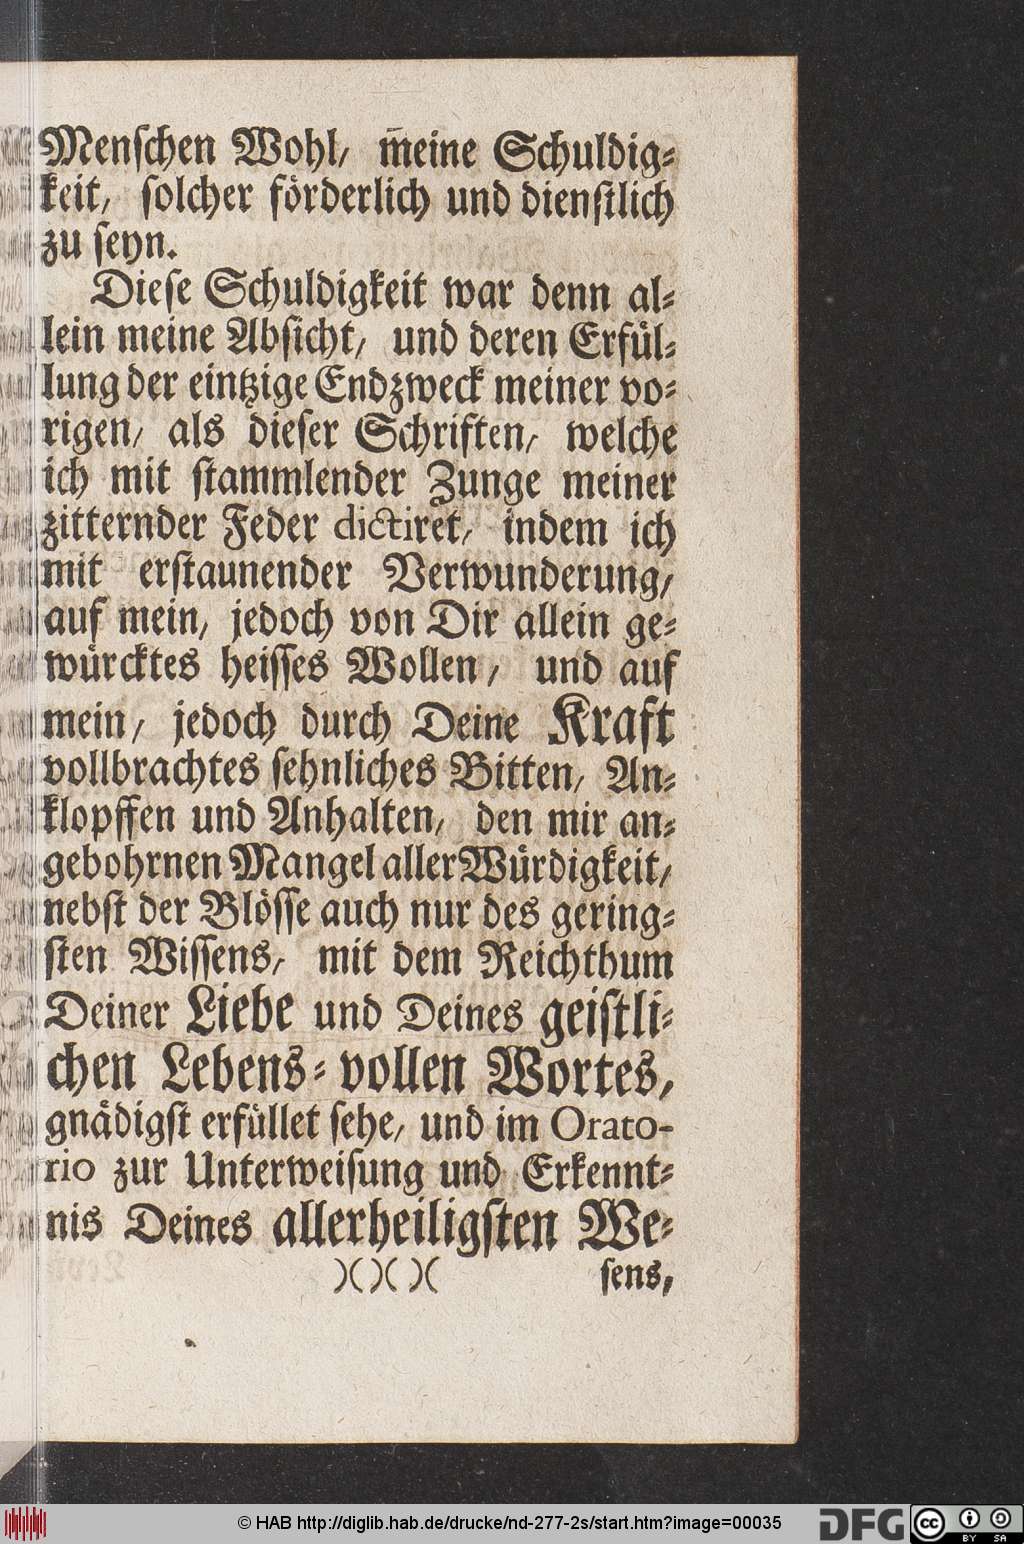 Menſchen Wohl/ m̄eine Schuldig⸗
keit/ ſolcher förderlich und dienſtlich
zu ſeyn.
Dieſe Schuldigkeit war denn al⸗
lein meine Abſicht/ und deren Erfül⸗
lung der eintzige Endzweck meiner vo⸗
rigen/ als dieſer Schriften/ welche
ich mit ſtammlender Zunge meiner
zitternder Feder dictiret/ indem ich
mit erſtaunender Verwunderung/
auf mein/ jedoch von Dir allein ge⸗
würcktes heiſſes Wollen/ und auf
mein/ jedoch durch Deine Kraft
vollbrachtes ſehnliches Bitten/ An⸗
klopffen und Anhalten/ den mir an⸗
gebohrnen Mangel aller Würdigkeit/
nebſt der Blöſſe auch nur des gering⸗
ſten Wiſſens/ mit dem Reichthum
Deiner Liebe und Deines geiſtli⸗
chen Lebens⸗vollen Wortes/
gnädigſt erfüllet ſehe/ und im Orato-
rio zur Unterweiſung und Erkennt⸗
nis Deines allerheiligſten We⸗
)( )( )( ſens/
© HAB http://diglib.hab.de/drucke/nd-277-2s/start.htm?image=00035
DFG
cc
BY SA